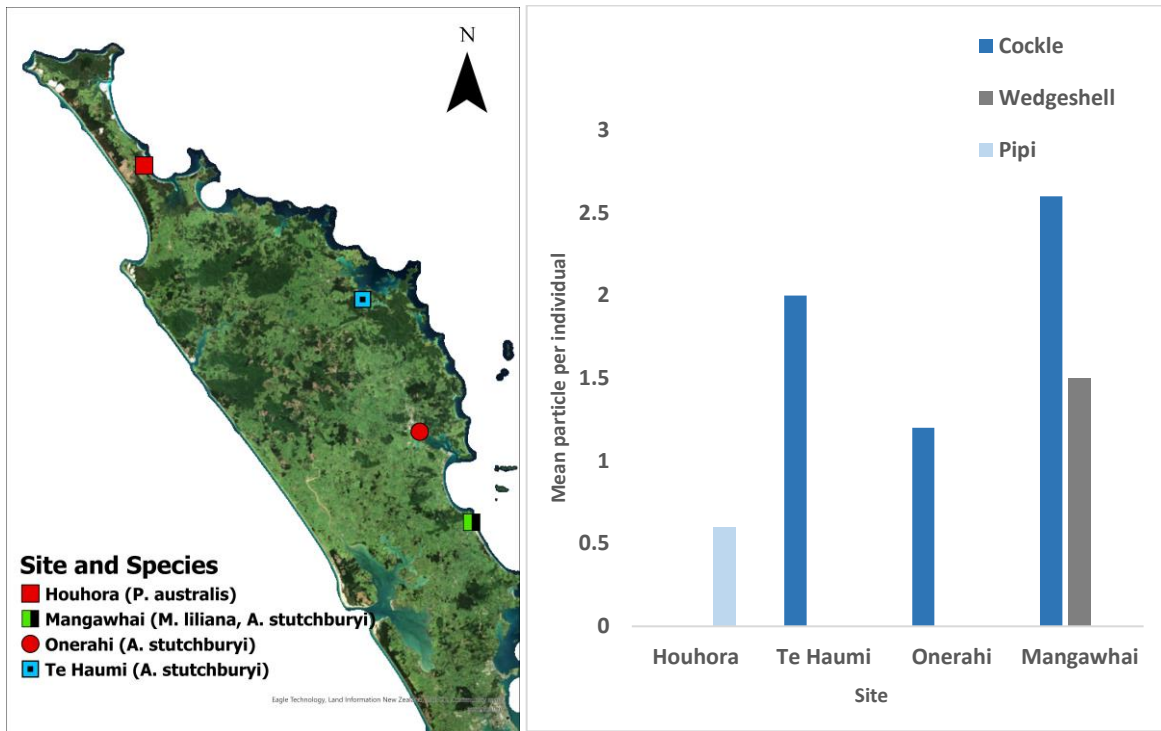 N
Site and Species
Houhora (P. australis)
Mangawhai (M. liliana, A. stutchburyi)
Onerahi (A. stutchburyi)
Te Haumi (A. stutchburyi)
Eagle Technology, Land Information New
Cockle
Wedgeshell
Pipi
Mean particle per individual
3
2.5
2
1.5
1
0.5
0
Houhora Te Haumi Onerahi Mangawhai
Site